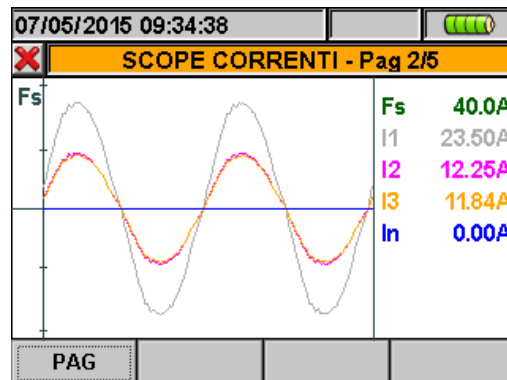 07/05/2015 09:34:38
SCOPE CORRENTI - Pag 2/5
Fs
Fs 40.0A
I1 23.50A
I2 12.25A
I3 11.84A
In 0.00A
PAG